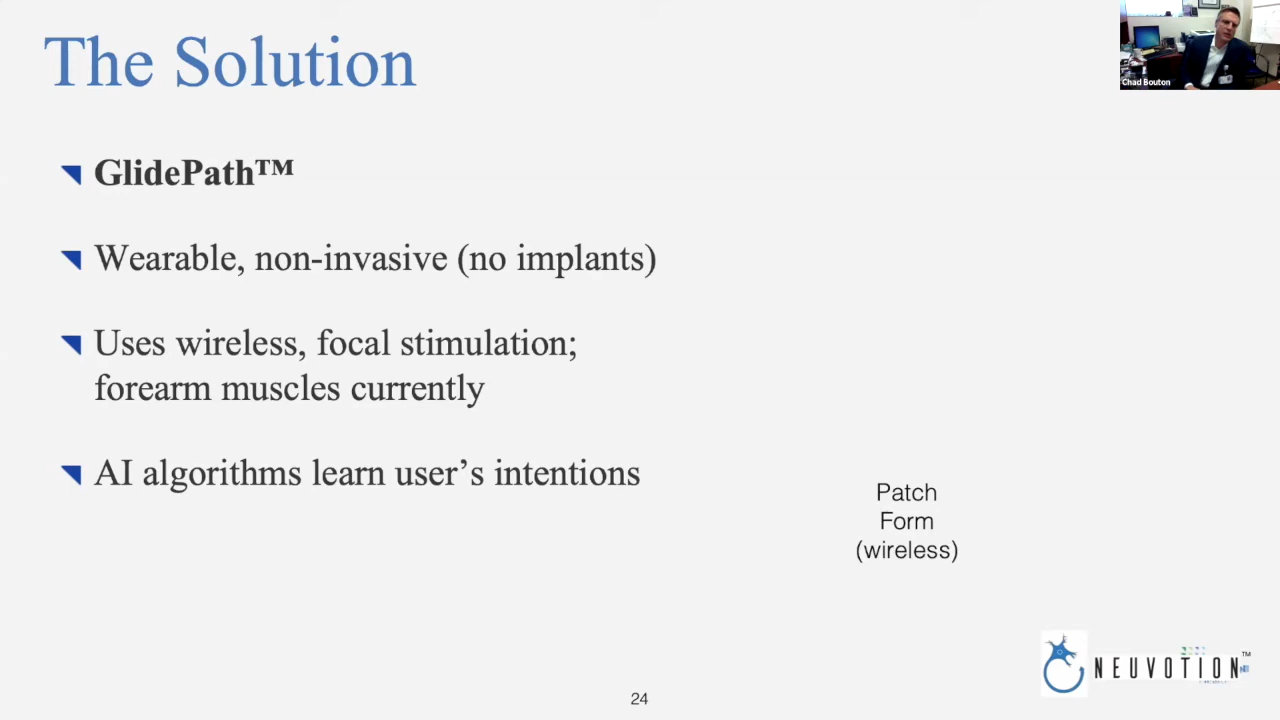 The Solution
Chad Bouton
GlidePath™
Wearable, non-invasive (no implants)
Uses wireless, focal stimulation;
forearm muscles currently
AI algorithms learn user’s intentions
Patch
Form
(wireless)
NEUVOTION™
24